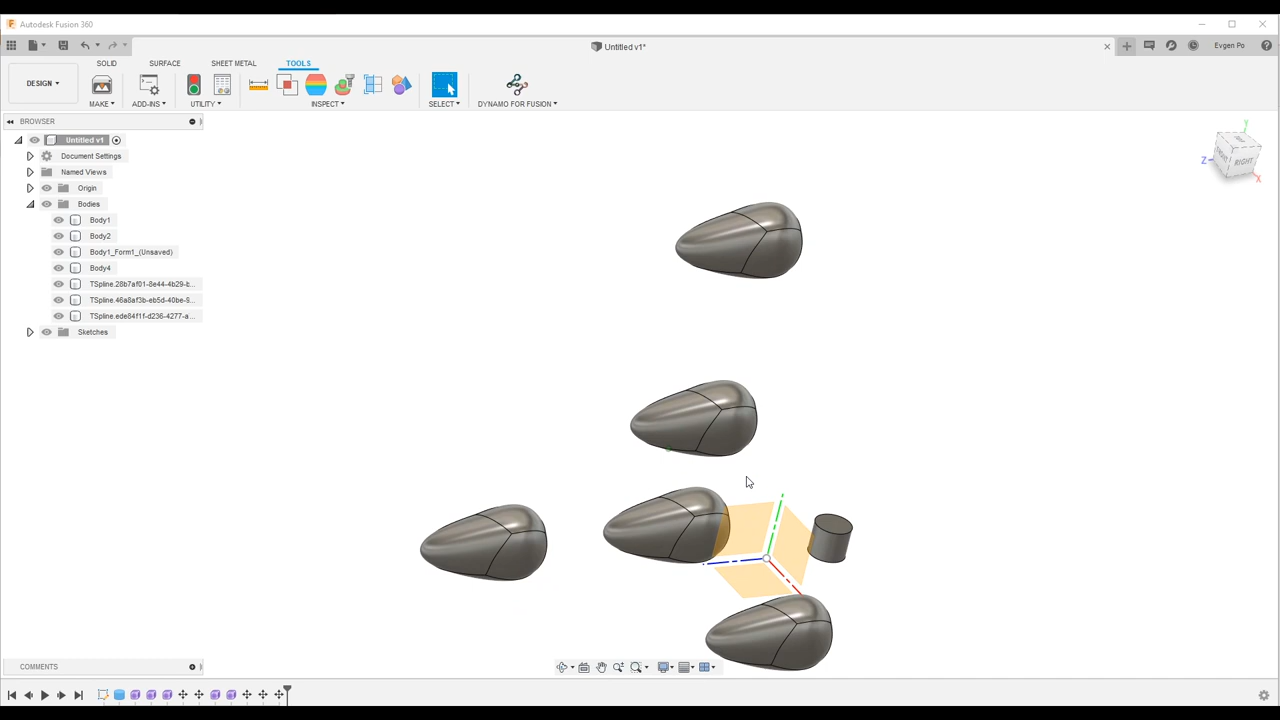 Autodesk Fusion 360
Untitled v1*
Evgen Po
SOLID SURFACE SHEET METAL TOOLS
DESIGN
MAKE ADD-INS UTILITY INSPECT SELECT DYNAMO FOR FUSION
BROWSER
Untitled v1
Document Settings
Named Views
Origin
Bodies
Body1
Body2
Body1_Form1_(Unsaved)
Body4
TSpline.28b7af01-8e44-4b29-b...
TSpline.46a8af3b-eb5d-40be-9...
TSpline.ede84f1f-d236-4277-a...
Sketches
Y
Z
RIGHT
X
COMMENTS